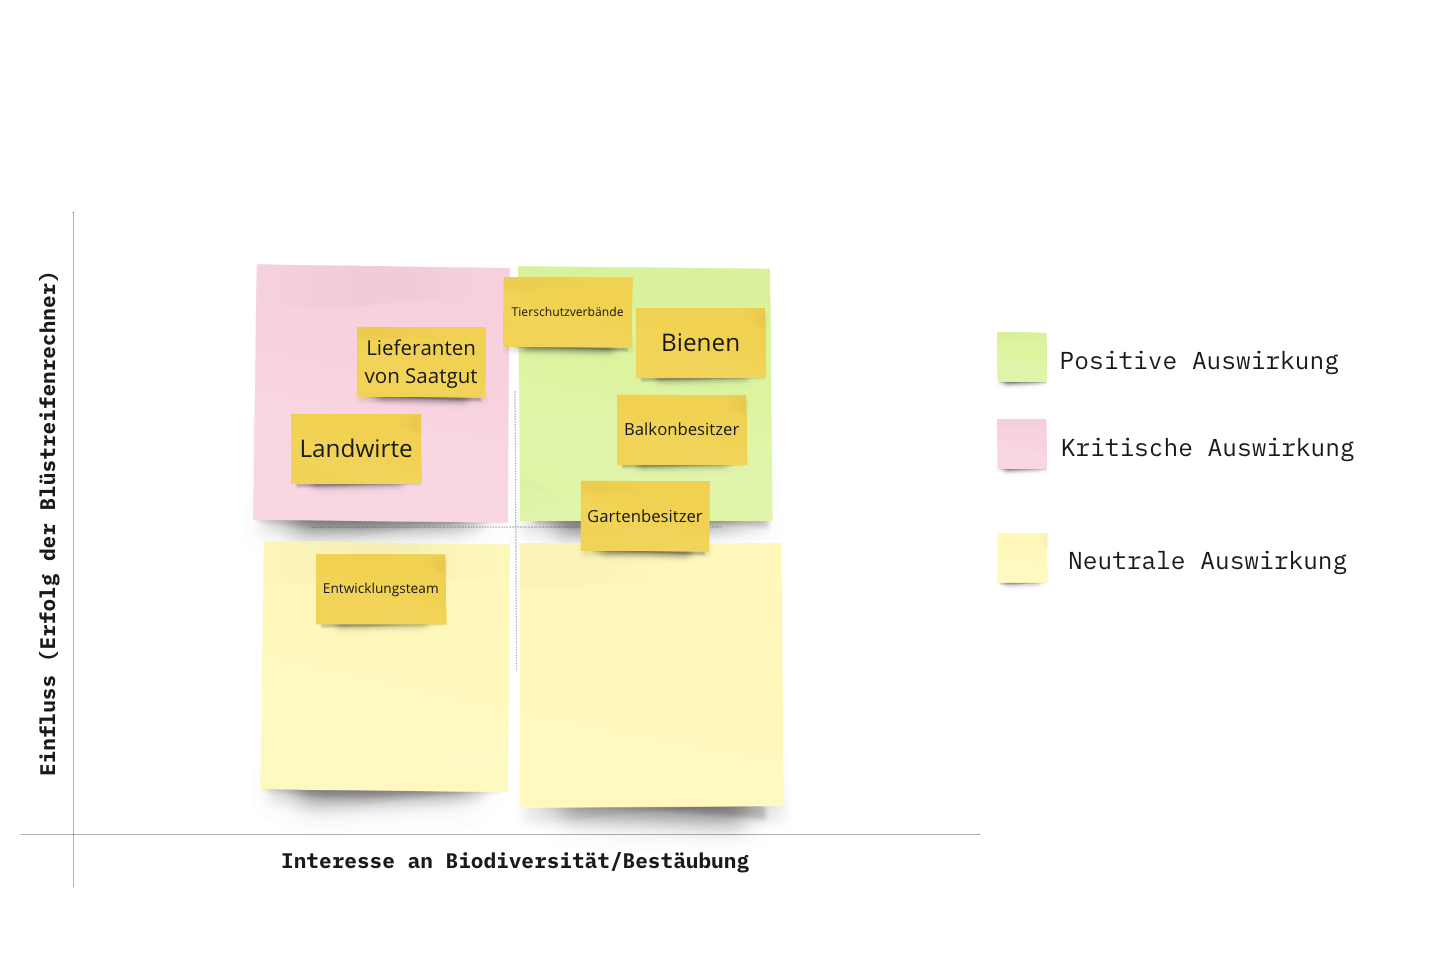 Einfluss (Erfolg der Blüstreifenrechner)
Tierschutzverbände
Bienen
Lieferanten
von Saatgut
Balkonbesitzer
Landwirte
Gartenbesitzer
Entwicklungsteam
Interesse an Biodiversität/Bestäubung
Positive Auswirkung
Kritische Auswirkung
Neutrale Auswirkung